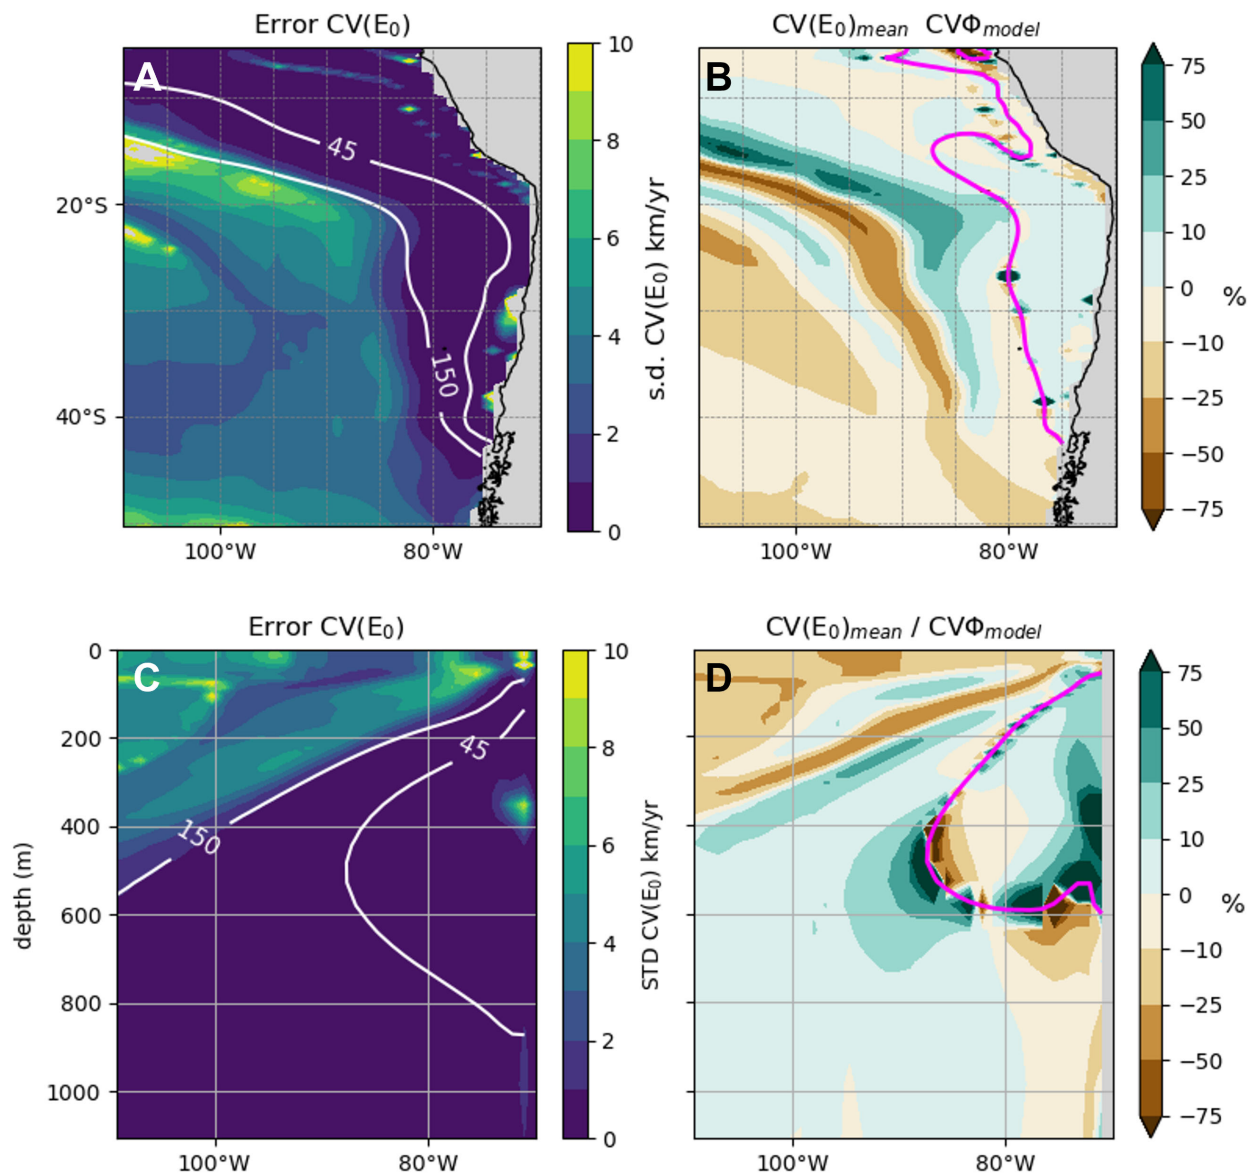 Error CV(E₀)
CV(E₀)mean CVΦmodel
A
B
45
150
20°S
40°S
100°W
80°W
10
8
6
4
2
0
s.d. CV(E₀) km/yr
100°W
80°W
75
50
25
10
0
−10
−25
−50
−75
%
Error CV(E₀)
CV(E₀)mean / CVΦmodel
C
D
45
150
0
200
400
600
800
1000
depth (m)
100°W
80°W
10
8
6
4
2
0
STD CV(E₀) km/yr
100°W
80°W
75
50
25
10
0
−10
−25
−50
−75
%